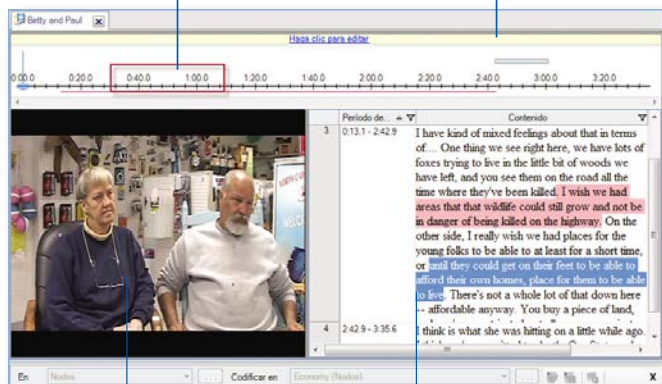 Betty and Paul
Haga clic para editar
0:00.0 0:20.0 0:40.0 1:00.0 1:20.0 1:40.0 2:00.0 2:20.0 2:40.0 3:00.0 3:20.0
Período de... Contenido
3 0:13.1 - 2:42.9 I have kind of mixed feelings about that in terms
of.... One thing we see right here, we have lots of
foxes trying to live in the little bit of woods we
have left, and you see them on the road all the
time where they've been killed. I wish we had
areas that that wildlife could still grow and not be
in danger of being killed on the highway. On the
other side, I really wish we had places for the
young folks to be able to at least for a short time,
or until they could get on their feet to be able to
afford their own homes, place for them to be able
to live. There's not a whole lot of that down here
-- affordable anyway. You buy a piece of land,
4 2:42.9 - 3:35.6 I think is what she was hitting on a little while ago.
En Nodos ... Codificar en Economy (Nodos) ... x